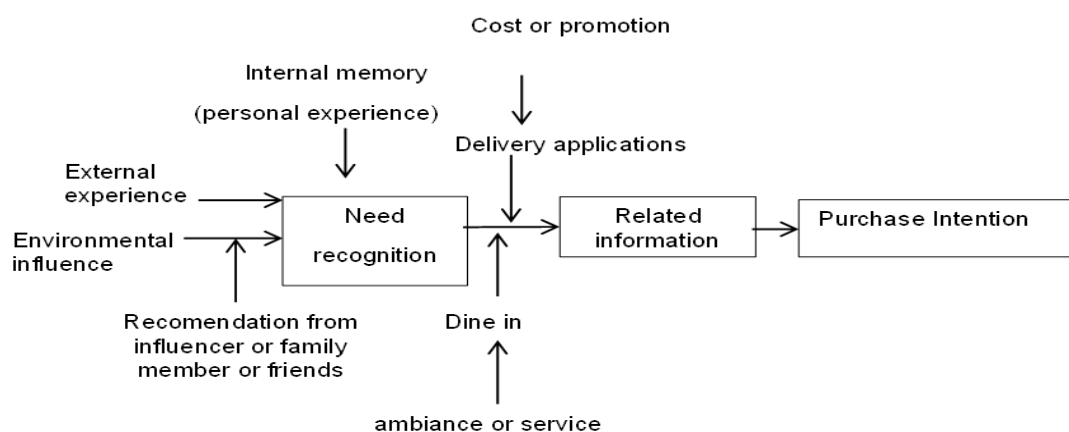 Cost or promotion
Internal memory
(personal experience)
Delivery applications
External
experience
Environmental
influence
Need
recognition
Related
information
Purchase Intention
Recomendation from
influencer or family
member or friends
Dine in
ambiance or service